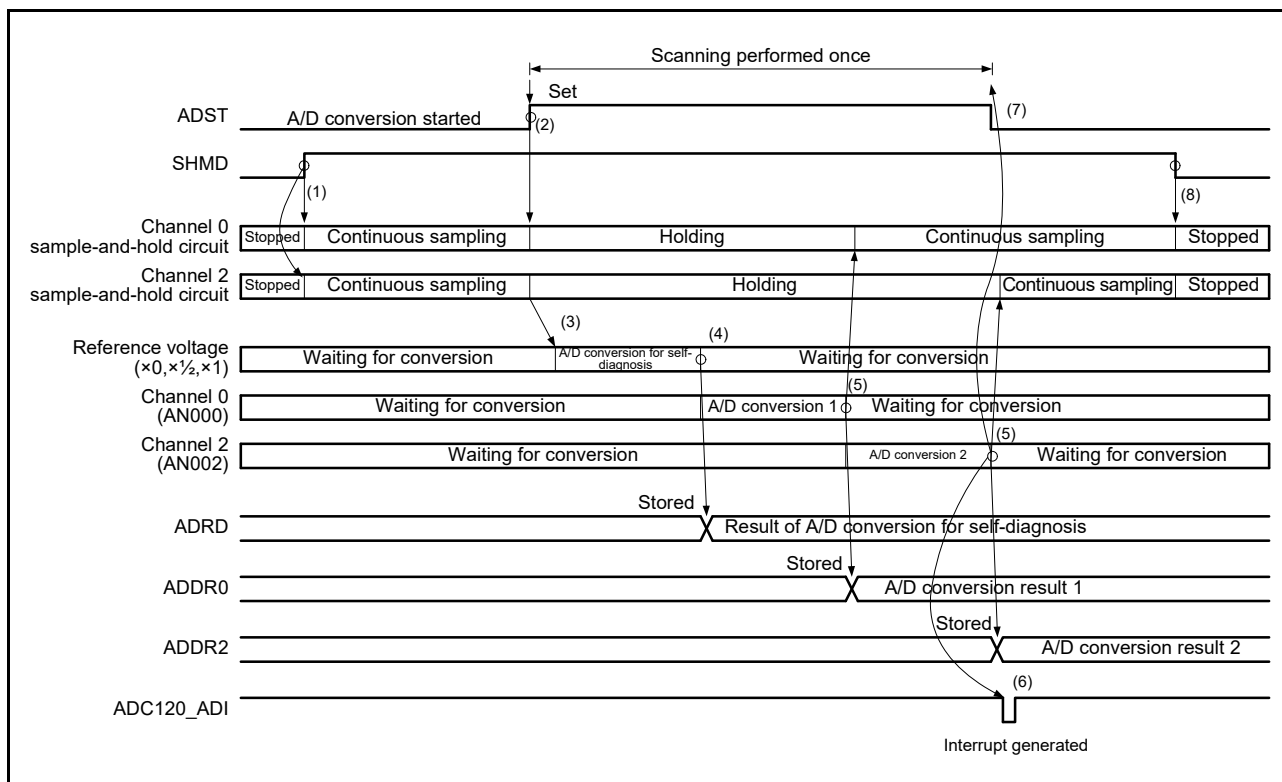 Scanning performed once
Set
ADST
A/D conversion started
(2)
(7)
SHMD
(1)
(8)
Channel 0
sample-and-hold circuit
Stopped
Continuous sampling
Holding
Continuous sampling
Stopped
Channel 2
sample-and-hold circuit
Stopped
Continuous sampling
Holding
Continuous sampling
Stopped
(3)
(4)
Reference voltage
(×0,×½,×1)
Waiting for conversion
A/D conversion for self-
diagnosis
Waiting for conversion
Channel 0
(AN000)
Waiting for conversion
A/D conversion 1
(5)
Waiting for conversion
Channel 2
(AN002)
Waiting for conversion
A/D conversion 2
(5)
Waiting for conversion
Stored
ADRD
Result of A/D conversion for self-diagnosis
Stored
ADDR0
A/D conversion result 1
Stored
ADDR2
A/D conversion result 2
(6)
ADC120_ADI
Interrupt generated